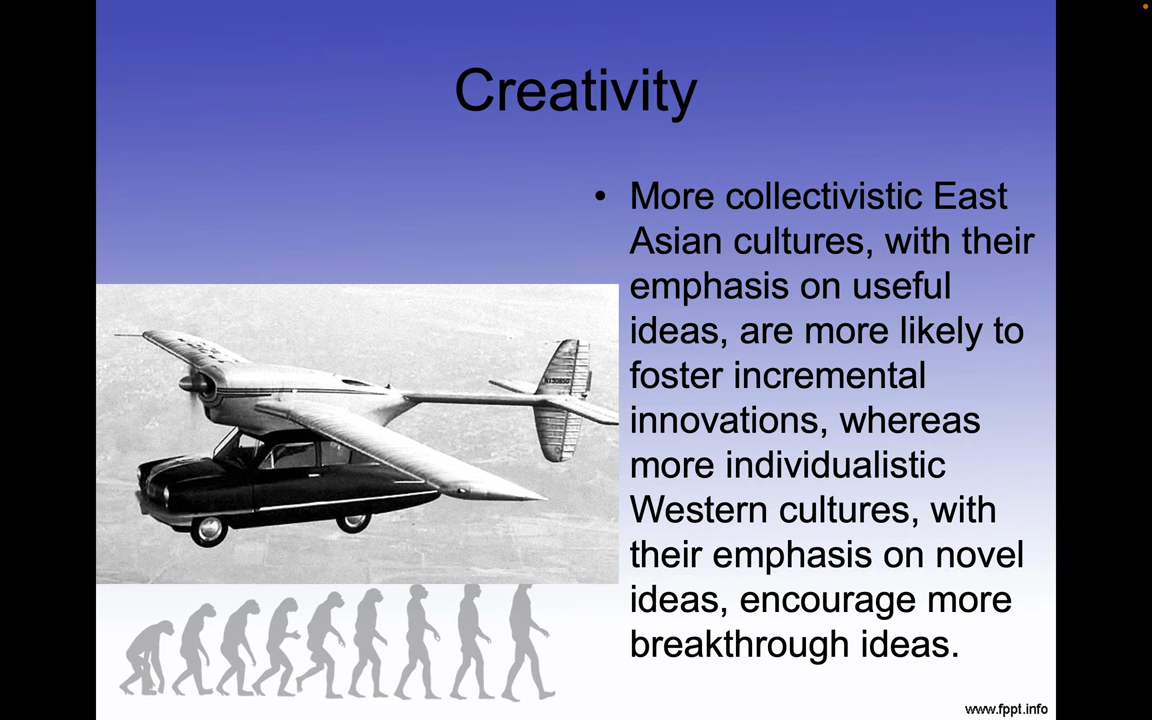 Creativity
• More collectivistic East
Asian cultures, with their
emphasis on useful
ideas, are more likely to
foster incremental
innovations, whereas
more individualistic
Western cultures, with
their emphasis on novel
ideas, encourage more
breakthrough ideas.
www.fppt.info